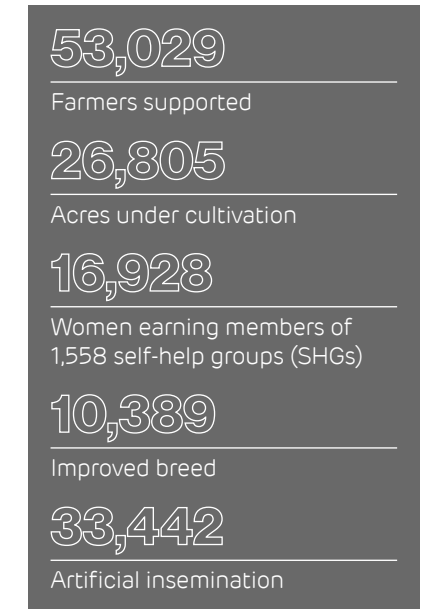 53,029
Farmers supported
26,805
Acres under cultivation
16,928
Women earning members of
1,558 self-help groups (SHGs)
10,389
Improved breed
33,442
Artificial insemination